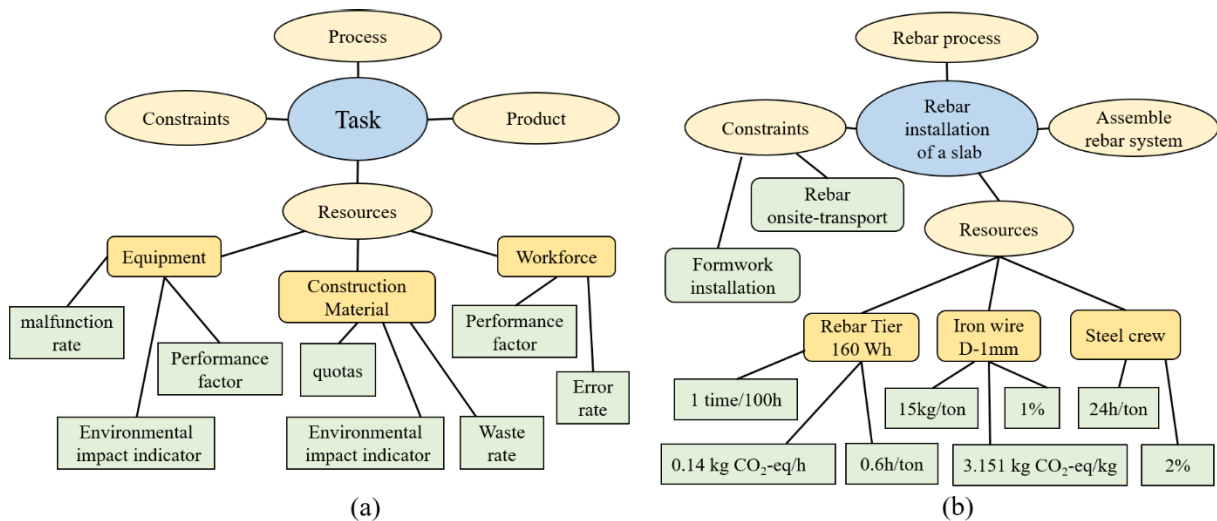 Process
Constraints
Task
Product
Resources
Equipment
Workforce
Construction
Material
malfunction
rate
Performance
factor
quotas
Performance
factor
Error
rate
Environmental
impact indicator
Environmental
impact indicator
Waste
rate
(a)
Rebar process
Constraints
Rebar
installation
of a slab
Assemble
rebar system
Rebar
onsite-transport
Resources
Formwork
installation
Rebar Tier
160 Wh
Iron wire
D-1mm
Steel crew
1 time/100h
15kg/ton
1%
24h/ton
0.14 kg CO₂-eq/h
0.6h/ton
3.151 kg CO₂-eq/kg
2%
(b)